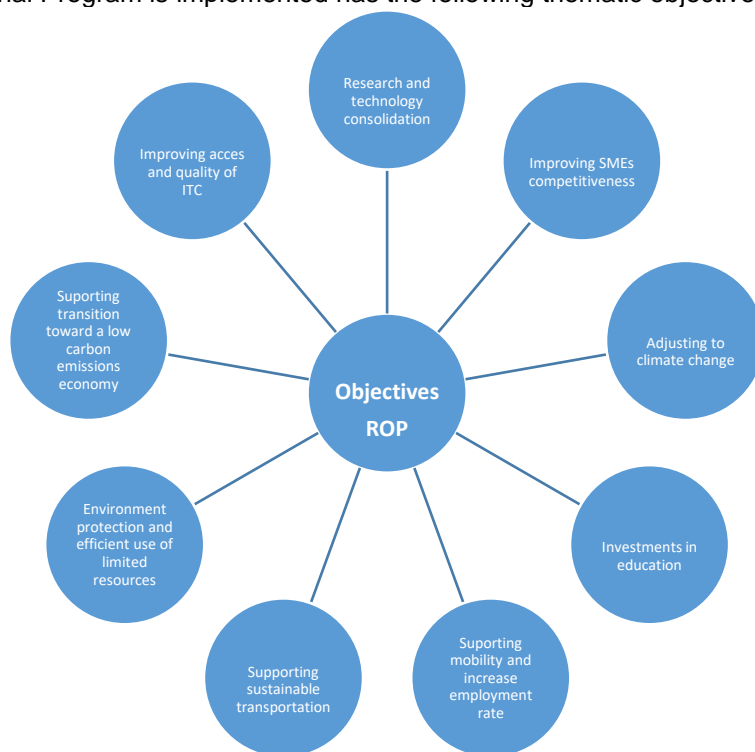 nal Program is implemented has the following thematic objective
Research and
technology
consolidation
Improving SMEs
competitiveness
Adjusting to
climate change
Investments in
education
Suporting
mobility and
increase
employment
rate
Supporting
sustainable
transportation
Environment
protection and
efficient use of
limited
resources
Suporting
transition
toward a low
carbon
emissions
economy
Improving acces
and quality of
ITC
Objectives
ROP